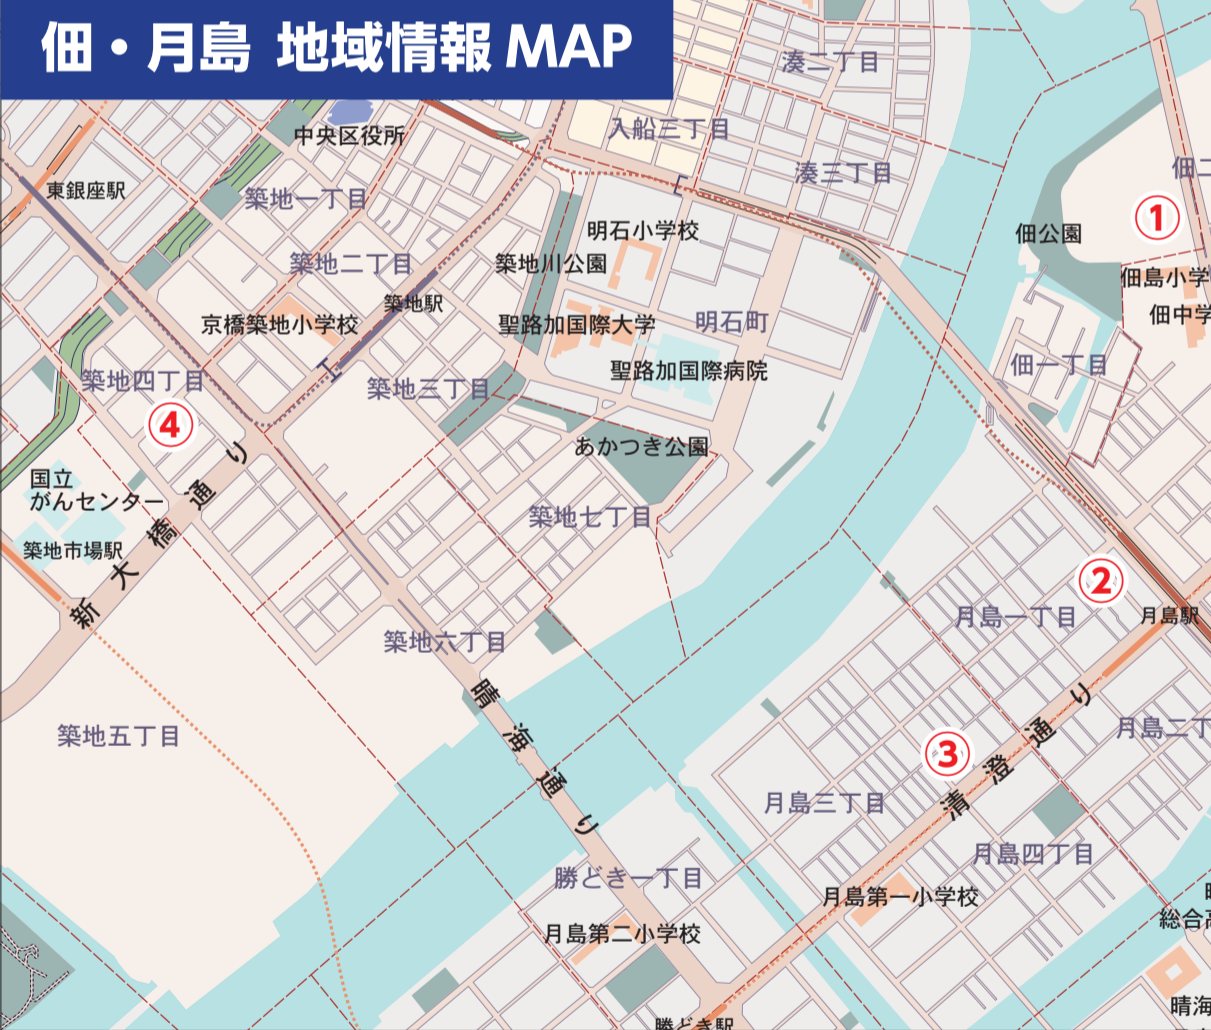 佃・月島 地域情報 MAP
湊二丁目
入船三丁目
中央区役所
湊三丁目
佃二
東銀座駅
築地一丁目
①
明石小学校
佃公園
築地二丁目
築地川公園
佃島小学
築地駅
佃中学
京橋築地小学校
聖路加国際大学
明石町
佃一丁目
聖路加国際病院
築地四丁目
築地三丁目
④
あかつき公園
国立
がんセンター
築地七丁目
築地市場駅
新大橋通り
②
月島一丁目
月島駅
築地六丁目
晴海通り
築地五丁目
月島二丁
③
清澄通り
月島三丁目
月島四丁目
勝どき一丁目
月島第一小学校
総合高
月島第二小学校
晴海
勝どき駅